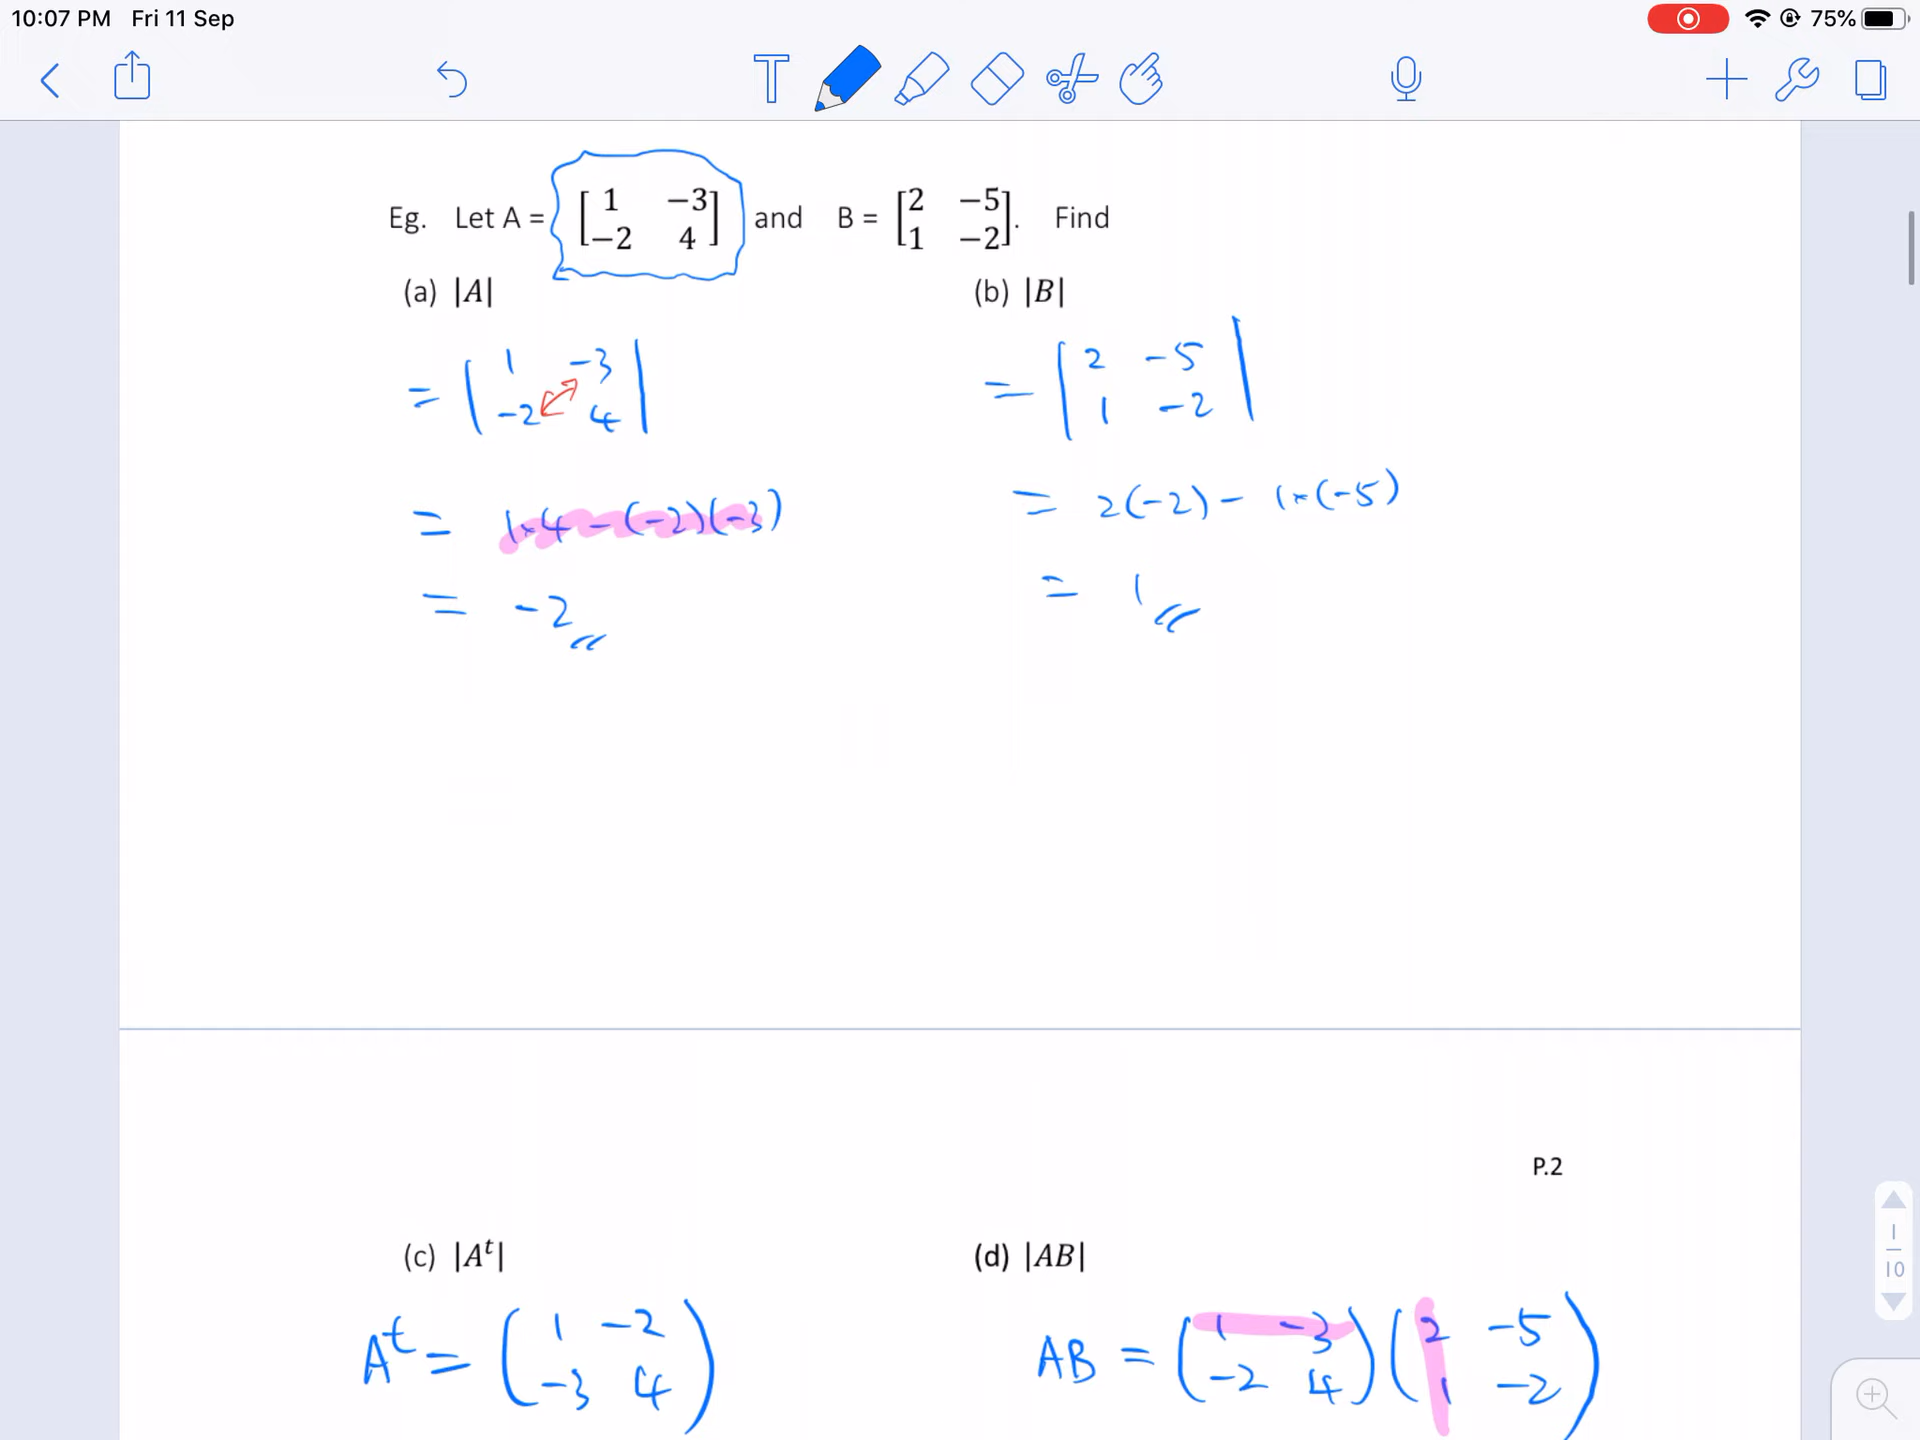 10:07 PM Fri 11 Sep 75%
T
Eg. Let A = [1 −3; −2 4] and B = [2 −5; 1 −2]. Find
(a) |A| (b) |B|
= |1 -3; -2 4| = |2 -5; 1 -2|
= 1×4 - (-2)(-3) = 2(-2) - 1×(-5)
= -2 = 1
P.2
1
10
(c) |Aᵗ| (d) |AB|
Aᵗ = (1 -2; -3 4) AB = (1 -3; -2 4)(2 -5; 1 -2)